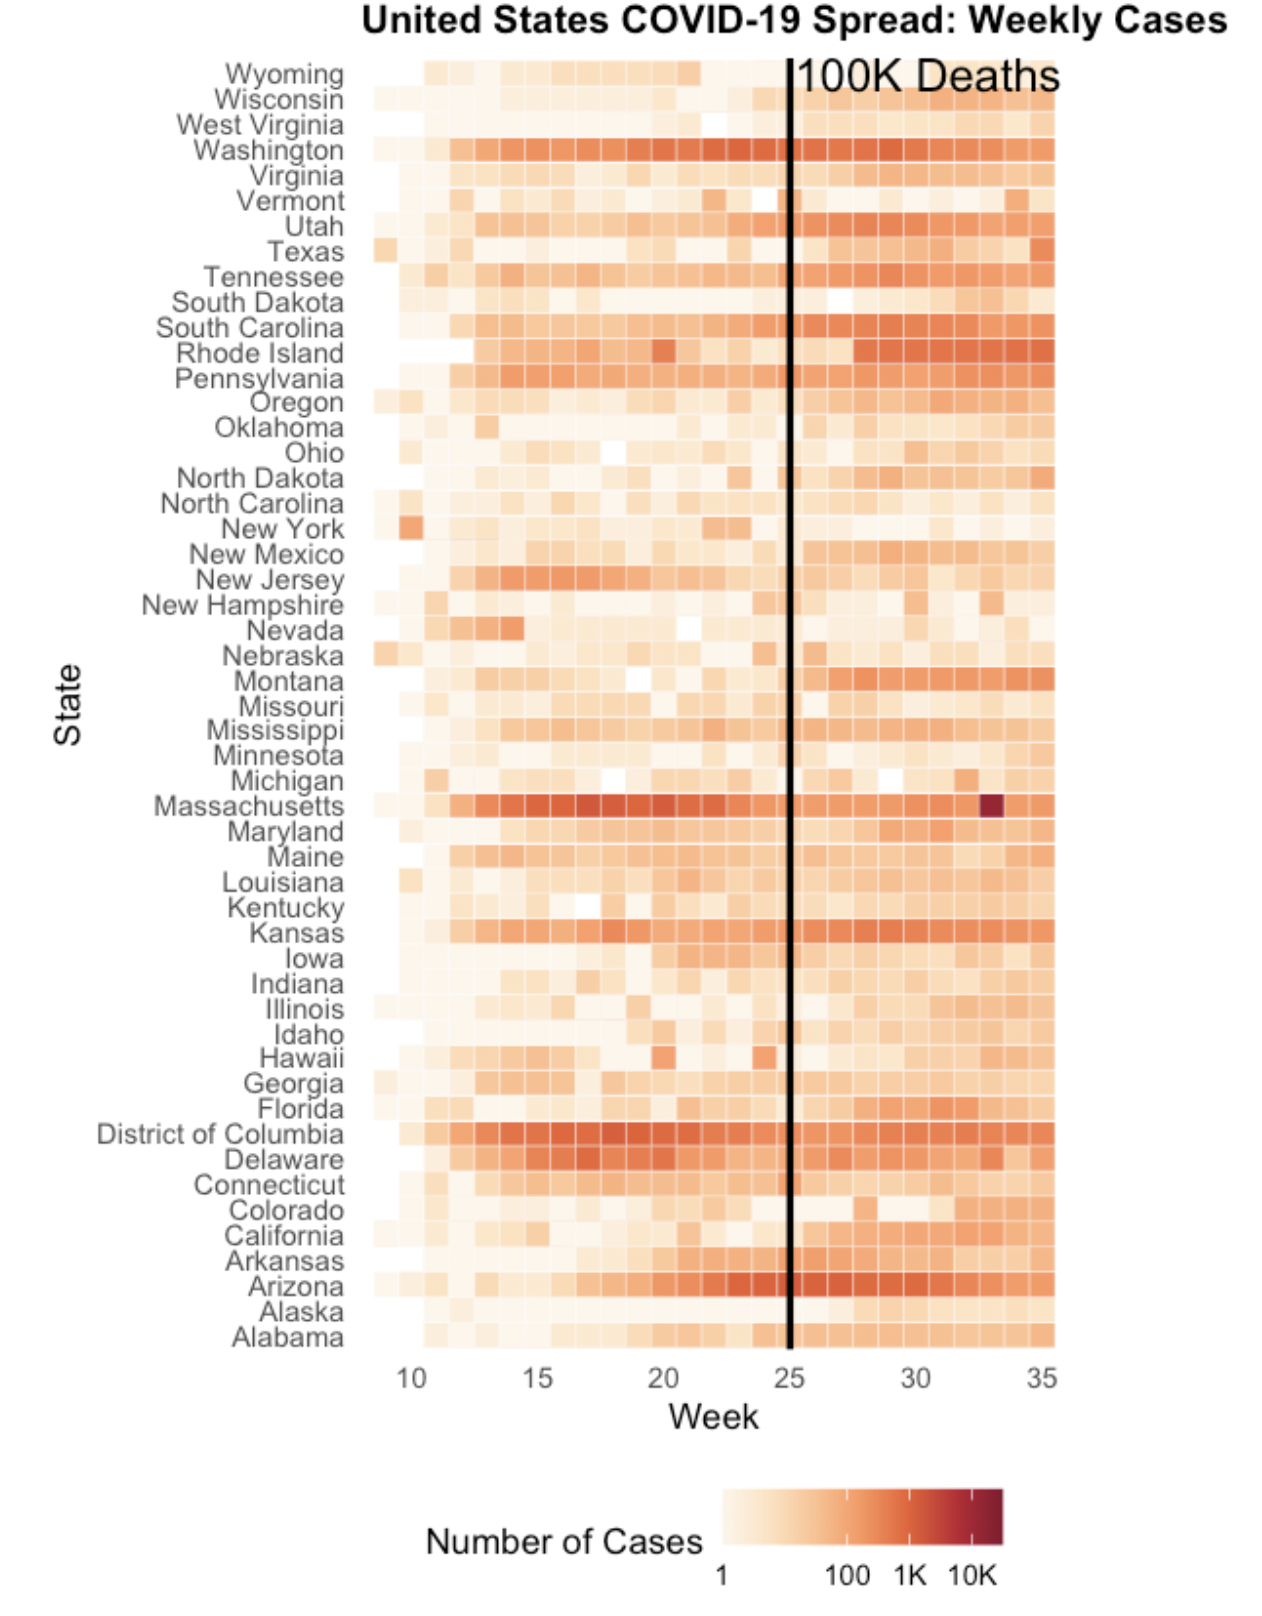 United States COVID-19 Spread: Weekly Cases
100K Deaths
Wyoming
Wisconsin
West Virginia
Washington
Virginia
Vermont
Utah
Texas
Tennessee
South Dakota
South Carolina
Rhode Island
Pennsylvania
Oregon
Oklahoma
Ohio
North Dakota
North Carolina
New York
New Mexico
New Jersey
New Hampshire
Nevada
Nebraska
Montana
Missouri
Mississippi
Minnesota
Michigan
Massachusetts
Maryland
Maine
Louisiana
Kentucky
Kansas
Iowa
Indiana
Illinois
Idaho
Hawaii
Georgia
Florida
District of Columbia
Delaware
Connecticut
Colorado
California
Arkansas
Arizona
Alaska
Alabama
State
10 15 20 25 30 35
Week
Number of Cases
1 100 1K 10K